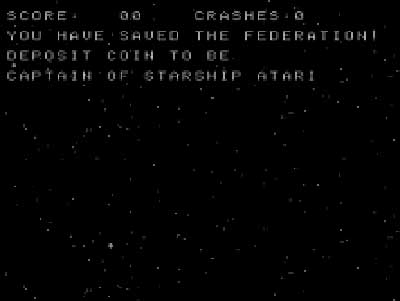 SCORE: 00 CRASHES 0
YOU HAVE SAVED THE FEDERATION!
DEPOSIT COIN TO BE
CAPTAIN OF STARSHIP ATARI